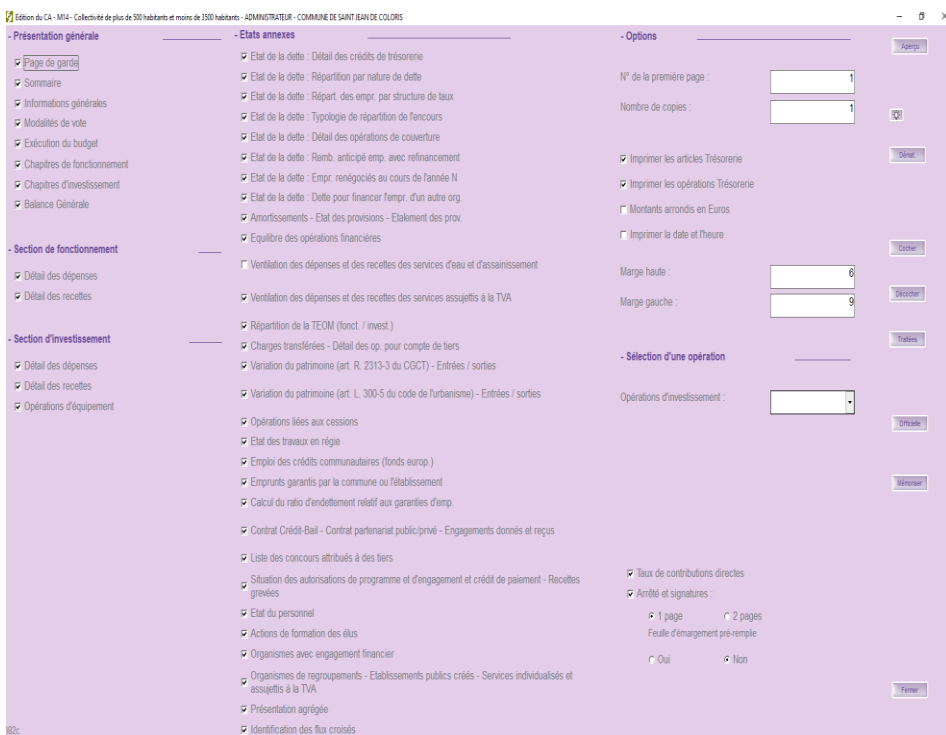 Edition du CA - M14 - Collectivité de plus de 500 habitants et moins de 3500 habitants - ADMINISTRATEUR - COMMUNE DE SAINT JEAN DE COLORIS
- Présentation générale
Page de garde
Sommaire
Informations générales
Modalités de vote
Exécution du budget
Chapitres de fonctionnement
Chapitres d'investissement
Balance Générale
- Section de fonctionnement
Détail des dépenses
Détail des recettes
- Section d'investissement
Détail des dépenses
Détail des recettes
Opérations d'équipement
- Etats annexes
Etat de la dette : Détail des crédits de trésorerie
Etat de la dette : Répartition par nature de dette
Etat de la dette : Répart. des empr. par structure de taux
Etat de la dette : Typologie de répartition de l'encours
Etat de la dette : Détail des opérations de couverture
Etat de la dette : Remb. anticipé emp. avec refinancement
Etat de la dette : Empr. renégociés au cours de l'année N
Etat de la dette : Dette pour financer l'empr. d'un autre org.
Amortissements - Etat des provisions - Etalement des prov.
Equilibre des opérations financières
Ventilation des dépenses et des recettes des services d'eau et d'assainissement
Ventilation des dépenses et des recettes des services assujettis à la TVA
Répartition de la TEOM (fonct. / invest.)
Charges transférées - Détail des op. pour compte de tiers
Variation du patrimoine (art. R. 2313-3 du CGCT) - Entrées / sorties
Variation du patrimoine (art. L. 300-5 du code de l'urbanisme) - Entrées / sorties
Opérations liées aux cessions
Etat des travaux en régie
Emploi des crédits communautaires (fonds europ.)
Emprunts garantis par la commune ou l'établissement
Calcul du ratio d'endettement relatif aux garanties d'emp.
Contrat Crédit-Bail - Contrat partenariat public/privé - Engagements donnés et reçus
Liste des concours attribués à des tiers
Situation des autorisations de programme et d'engagement et crédit de paiement - Recettes
grevées
Etat du personnel
Actions de formation des élus
Organismes avec engagement financier
Organismes de regroupements - Etablissements publics créés - Services individualisés et
assujettis à la TVA
Présentation agrégée
Identification des flux croisés
- Options
N° de la première page :
1
Nombre de copies :
1
Imprimer les articles Trésorerie
Imprimer les opérations Trésorerie
Montants arrondis en Euros
Imprimer la date et l'heure
Marge haute :
6
Marge gauche :
9
- Sélection d'une opération
Opérations d'investissement :
Taux de contributions directes
Arrêté et signatures :
1 page
2 pages
Feuille d'émargement pré-remplie
Oui
Non
Aperçu
Démat
Cocher
Décocher
Traitées
Officielle
Mémoriser
Fermer